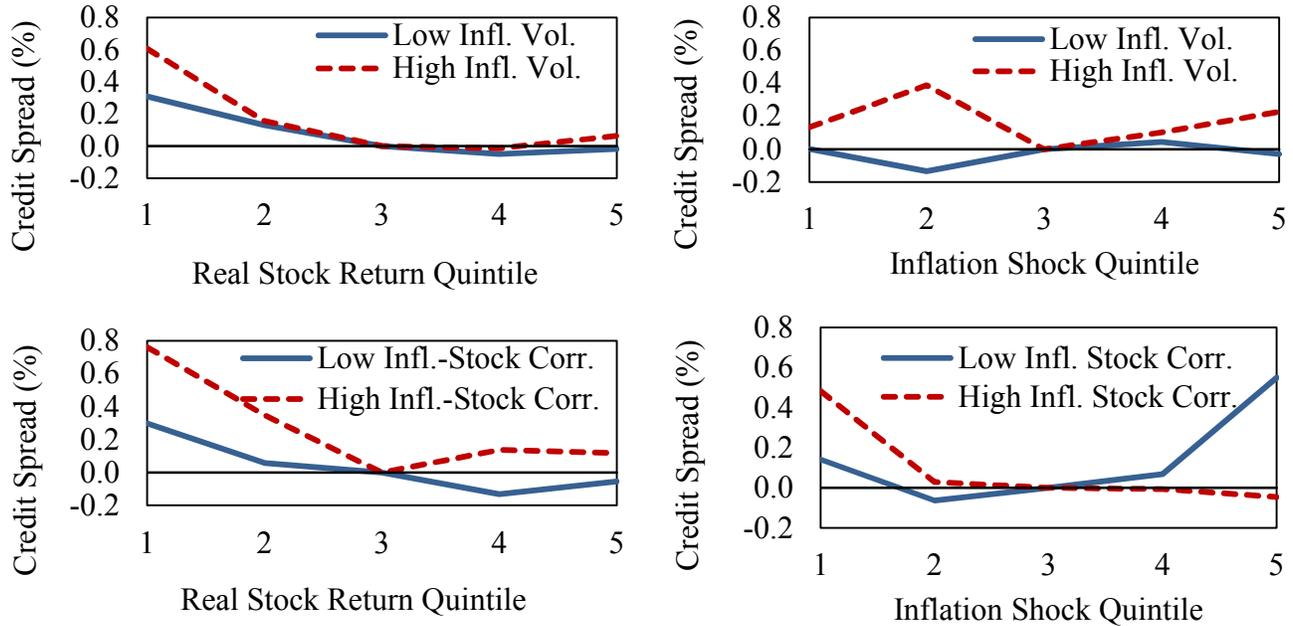 Credit Spread (%)
0.8
0.6
0.4
0.2
0.0
-0.2
Low Infl. Vol.
High Infl. Vol.
1 2 3 4 5
Real Stock Return Quintile
Credit Spread (%)
0.8
0.6
0.4
0.2
0.0
-0.2
Low Infl. Vol.
High Infl. Vol.
1 2 3 4 5
Inflation Shock Quintile
Credit Spread (%)
0.8
0.6
0.4
0.2
0.0
-0.2
Low Infl.-Stock Corr.
High Infl.-Stock Corr.
1 2 3 4 5
Real Stock Return Quintile
Credit Spread (%)
0.8
0.6
0.4
0.2
0.0
-0.2
Low Infl. Stock Corr.
High Infl. Stock Corr.
1 2 3 4 5
Inflation Shock Quintile